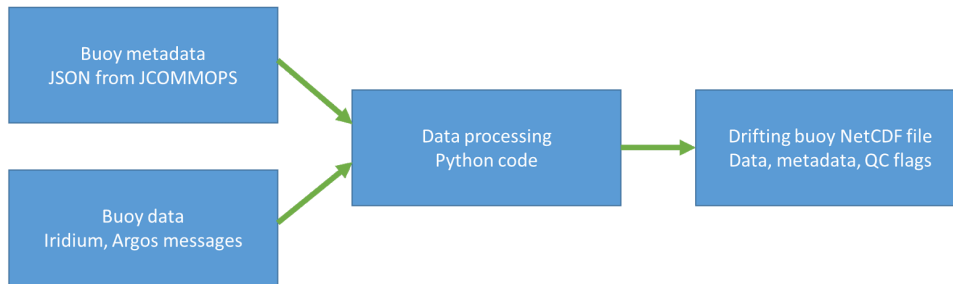 Buoy metadata
JSON from JCOMMOPS
Buoy data
Iridium, Argos messages
Data processing
Python code
Drifting buoy NetCDF file
Data, metadata, QC flags